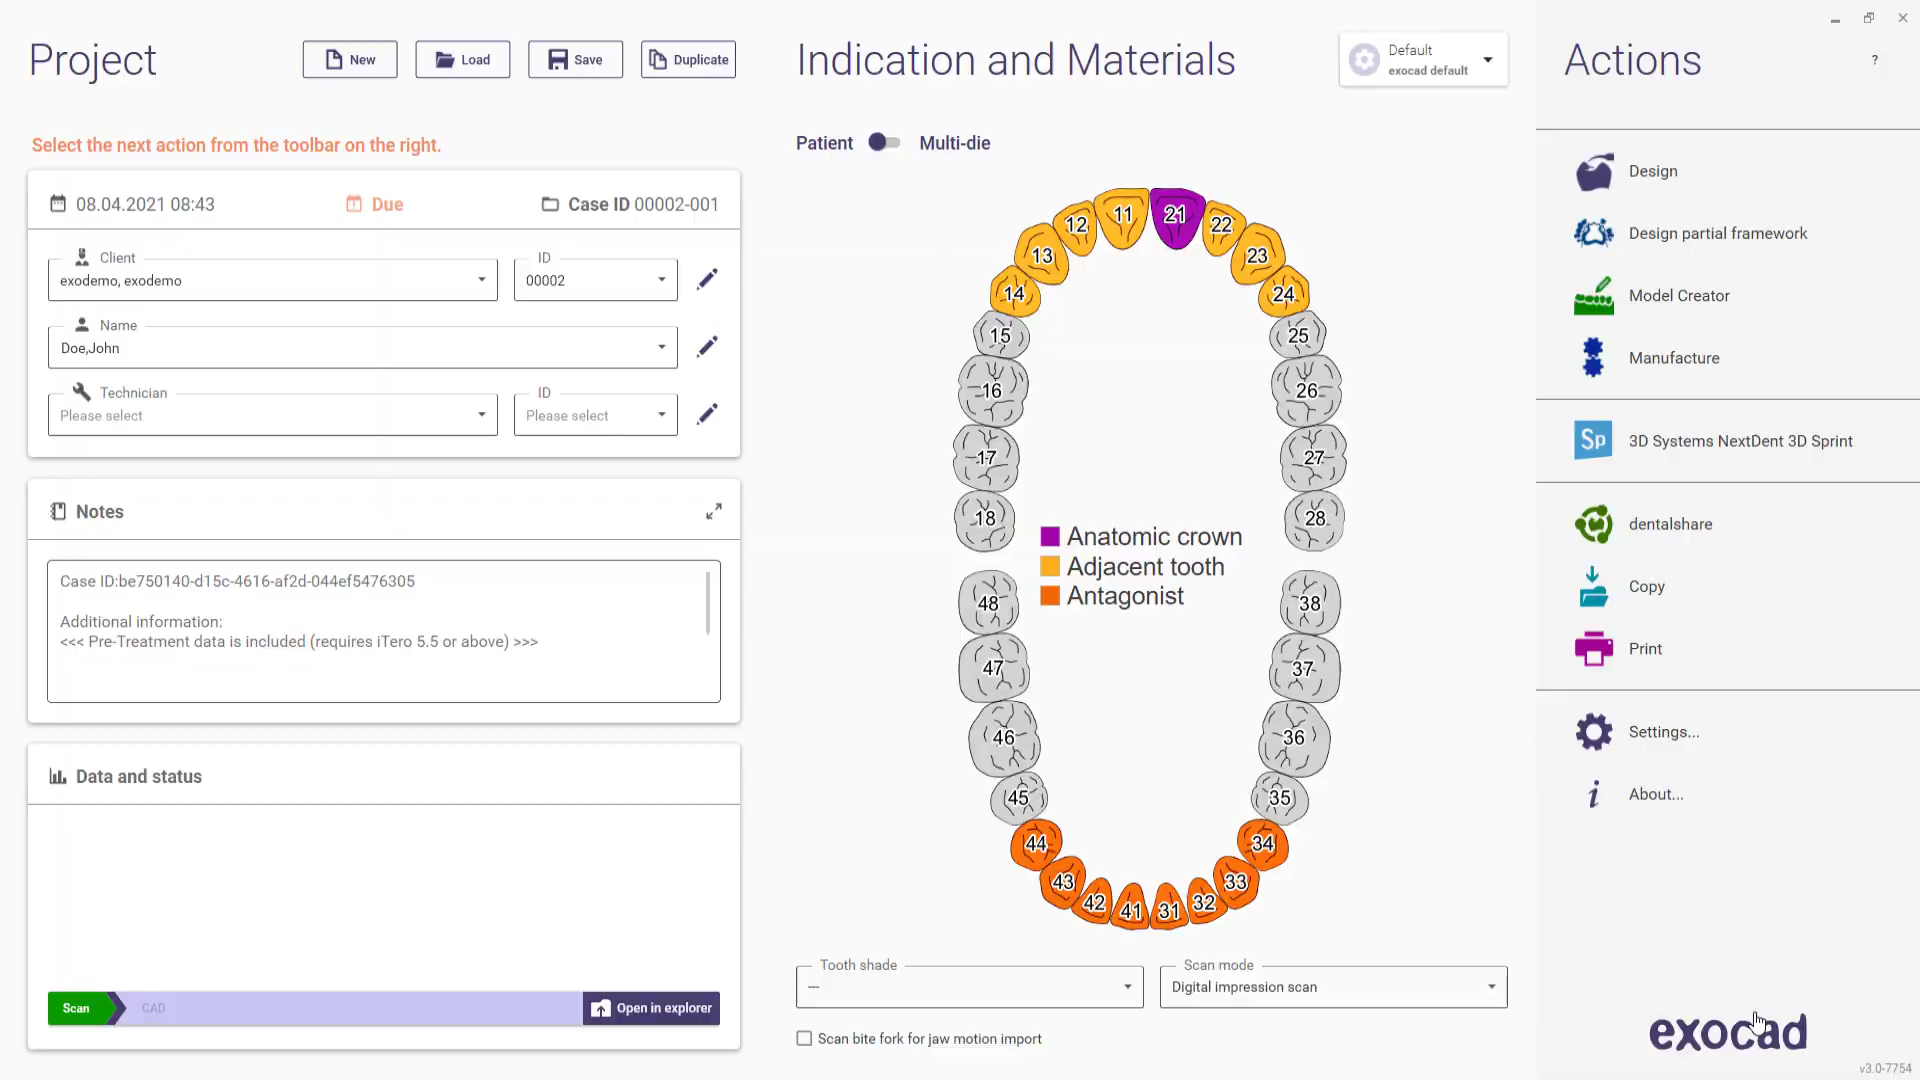 Project
New
Load
Save
Duplicate
Select the next action from the toolbar on the right.
08.04.2021 08:43
Due
Case ID 00002-001
Client
exodemo, exodemo
ID
00002
Name
Doe,John
Technician
Please select
ID
Please select
Notes
Case ID:be750140-d15c-4616-af2d-044ef5476305
Additional information:
<<< Pre-Treatment data is included (requires iTero 5.5 or above) >>>
Data and status
Scan
CAD
Open in explorer
Indication and Materials
Default
exocad default
Patient
Multi-die
11
21
12
22
13
23
14
24
15
25
16
26
17
27
18
28
Anatomic crown
Adjacent tooth
Antagonist
48
38
47
37
46
36
45
35
44
34
43
33
42
32
41
31
Tooth shade
---
Scan mode
Digital impression scan
Scan bite fork for jaw motion import
Actions
?
Design
Design partial framework
Model Creator
Manufacture
Sp
3D Systems NextDent 3D Sprint
dentalshare
Copy
Print
Settings...
i
About...
exocad
v3.0-7754